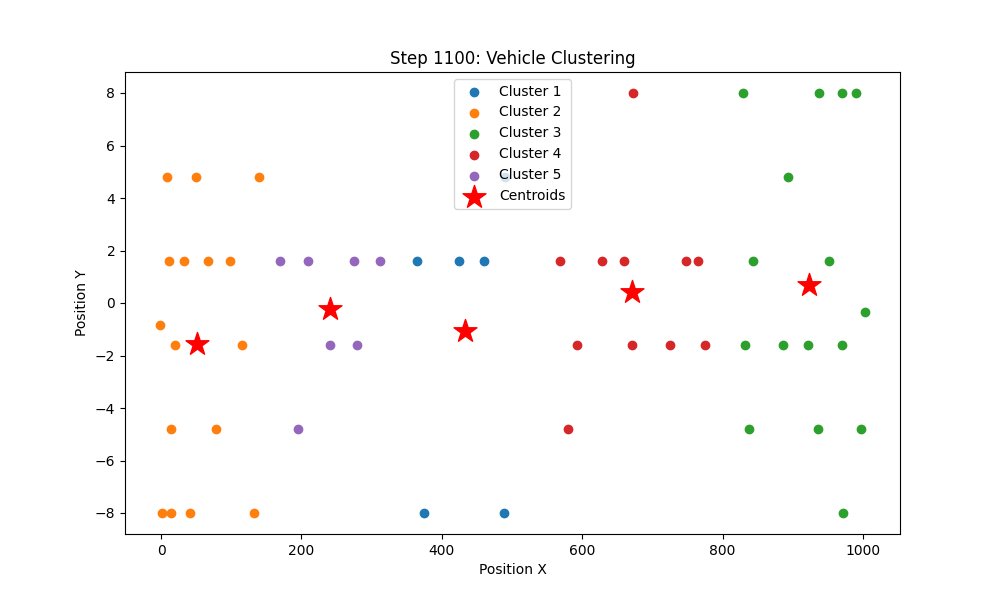 Step 1100: Vehicle Clustering
Cluster 1
Cluster 2
Cluster 3
Cluster 4
Cluster 5
Centroids
Position Y
8
6
4
2
0
−2
−4
−6
−8
0
200
400
600
800
1000
Position X